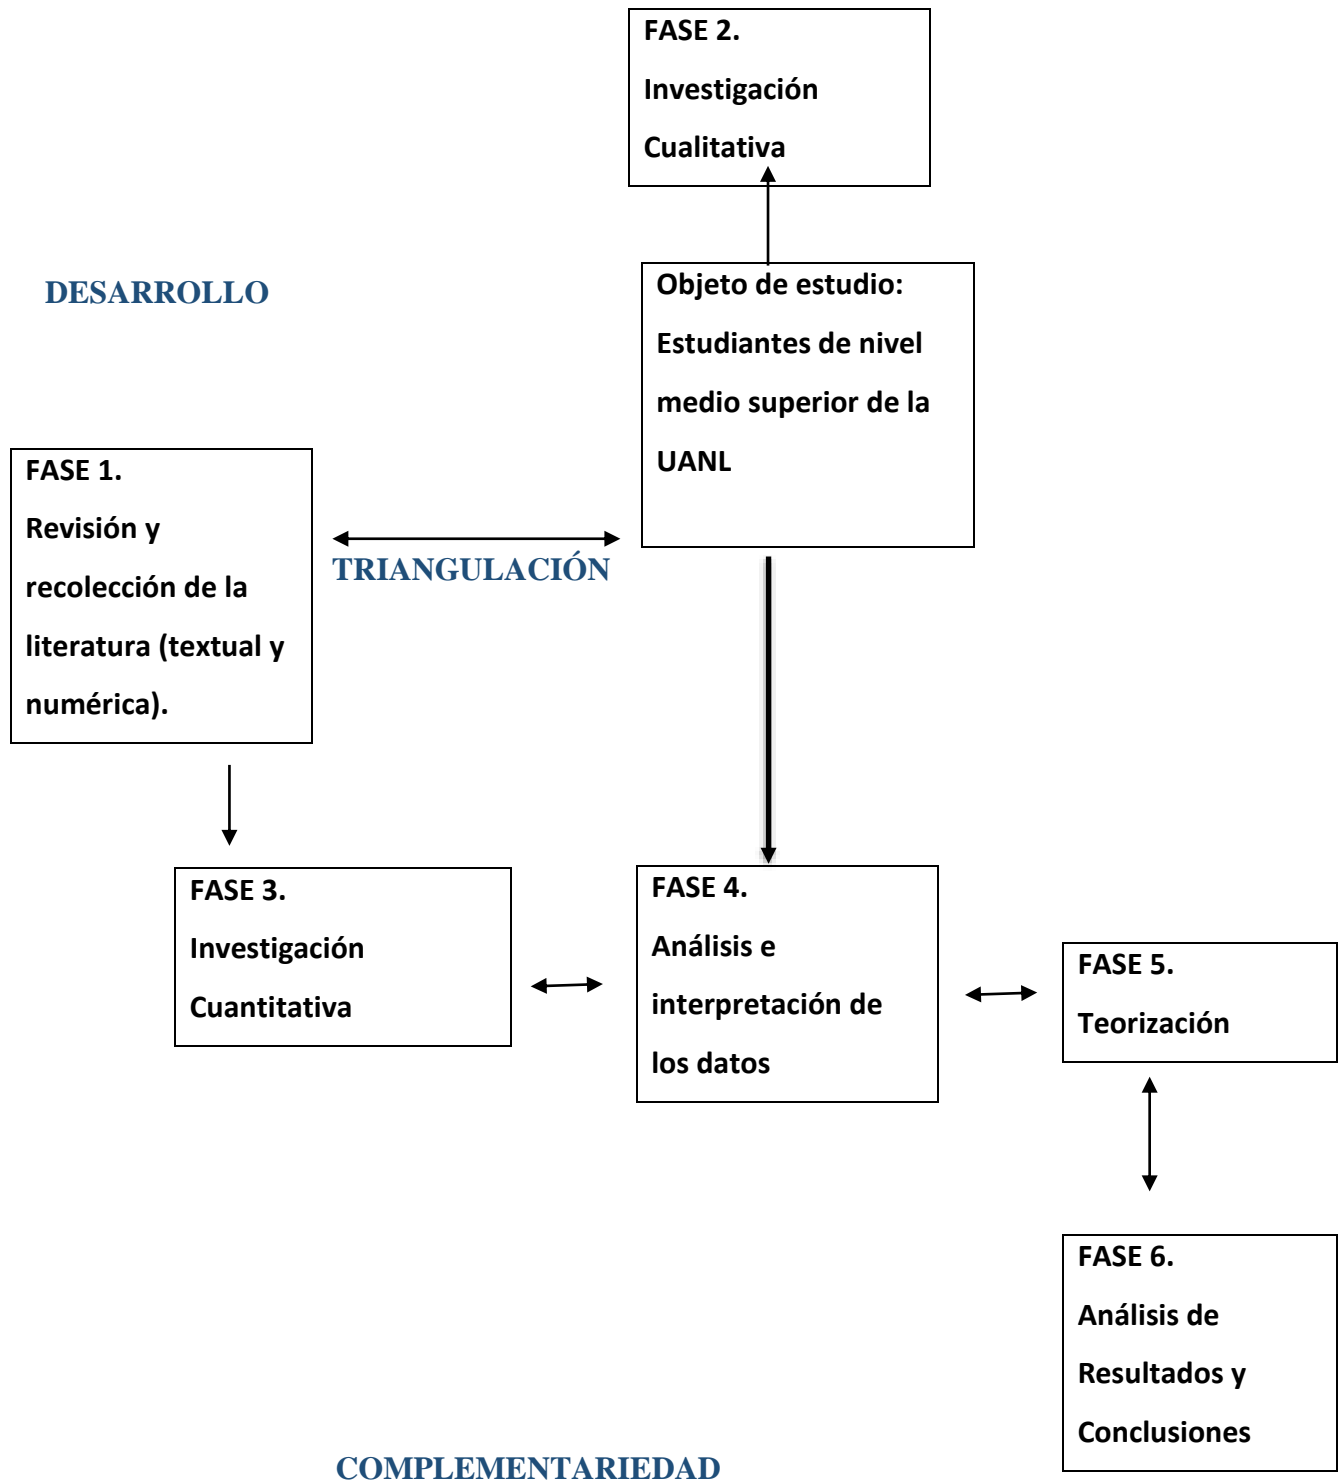 FASE 2.
Investigación
Cualitativa
DESARROLLO
Objeto de estudio:
Estudiantes de nivel
medio superior de la
UANL
FASE 1.
Revisión y
recolección de la
literatura (textual y
numérica).
TRIANGULACIÓN
FASE 3.
Investigación
Cuantitativa
FASE 4.
Análisis e
interpretación de
los datos
FASE 5.
Teorización
FASE 6.
Análisis de
Resultados y
Conclusiones
COMPLEMENTARIEDAD